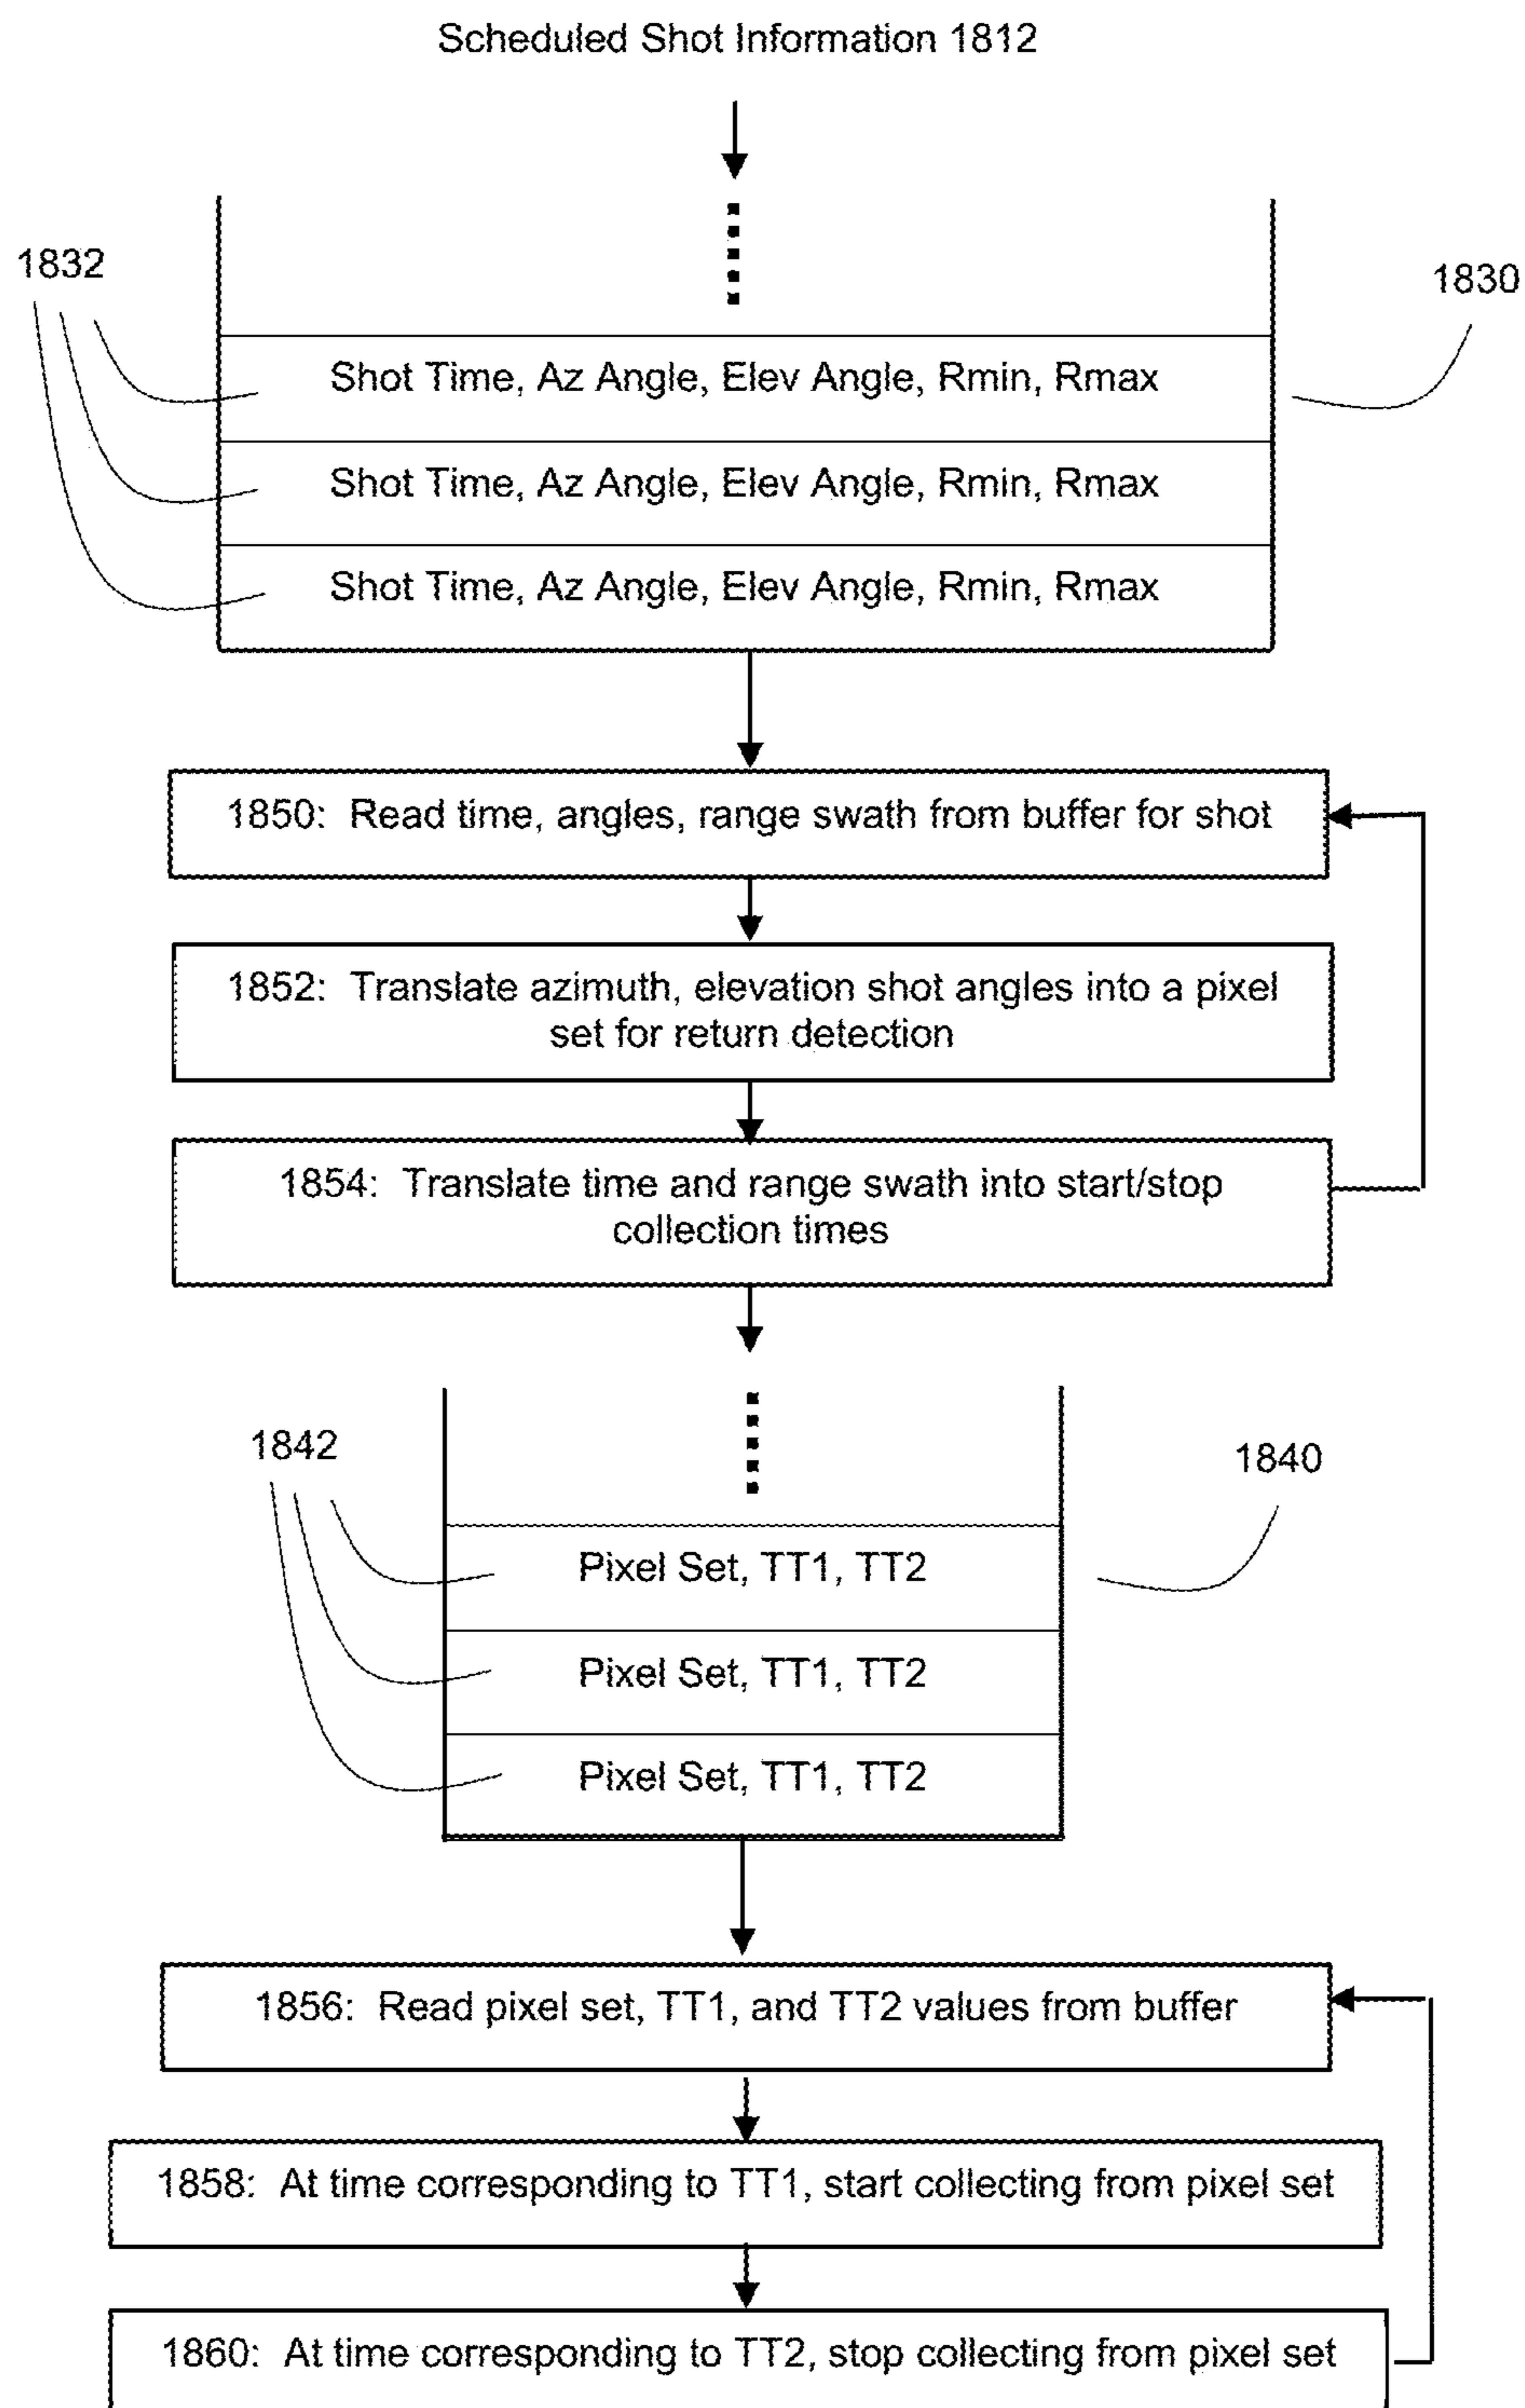 Scheduled Shot Information 1812
1832
1830
Shot Time, Az Angle, Elev Angle, Rmin, Rmax
Shot Time, Az Angle, Elev Angle, Rmin, Rmax
Shot Time, Az Angle, Elev Angle, Rmin, Rmax
1850: Read time, angles, range swath from buffer for shot
1852: Translate azimuth, elevation shot angles into a pixel
set for return detection
1854: Translate time and range swath into start/stop
collection times
1842
1840
Pixel Set, TT1, TT2
Pixel Set, TT1, TT2
Pixel Set, TT1, TT2
1856: Read pixel set, TT1, and TT2 values from buffer
1858: At time corresponding to TT1, start collecting from pixel set
1860: At time corresponding to TT2, stop collecting from pixel set